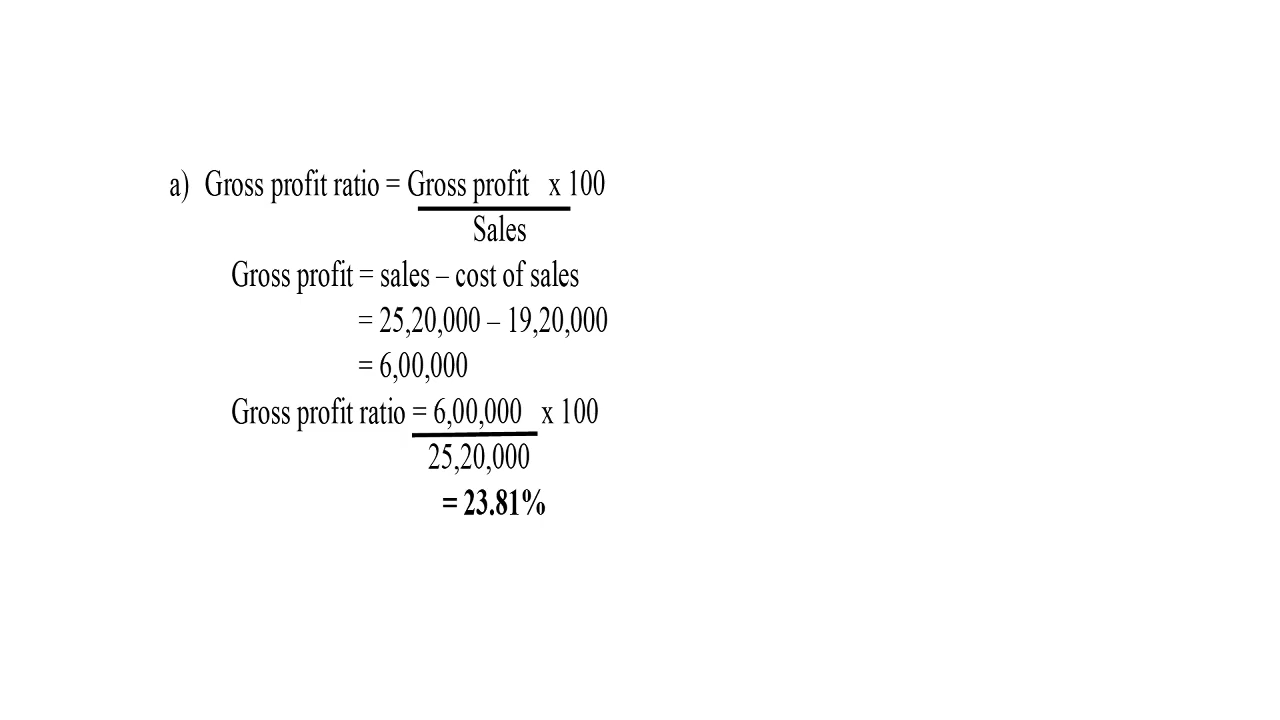 a) Gross profit ratio = Gross profit x 100
Sales
Gross profit = sales – cost of sales
= 25,20,000 – 19,20,000
= 6,00,000
Gross profit ratio = 6,00,000 x 100
25,20,000
= 23.81%